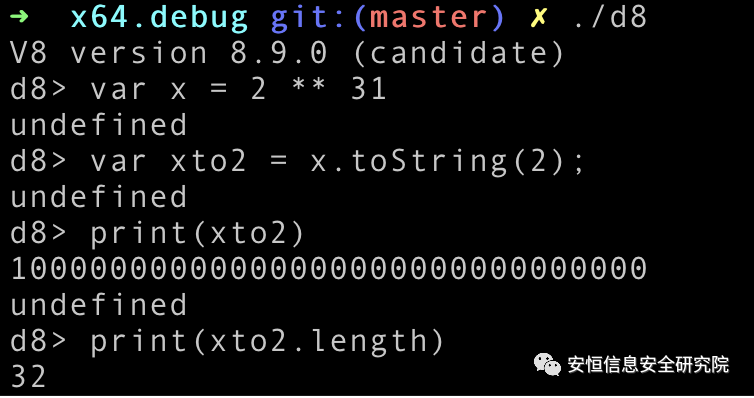 ➜ x64.debug git:(master) ✗ ./d8
V8 version 8.9.0 (candidate)
d8> var x = 2 ** 31
undefined
d8> var xto2 = x.toString(2);
undefined
d8> print(xto2)
10000000000000000000000000000000
undefined
d8> print(xto2.length)
32
安恒信息安全研究院